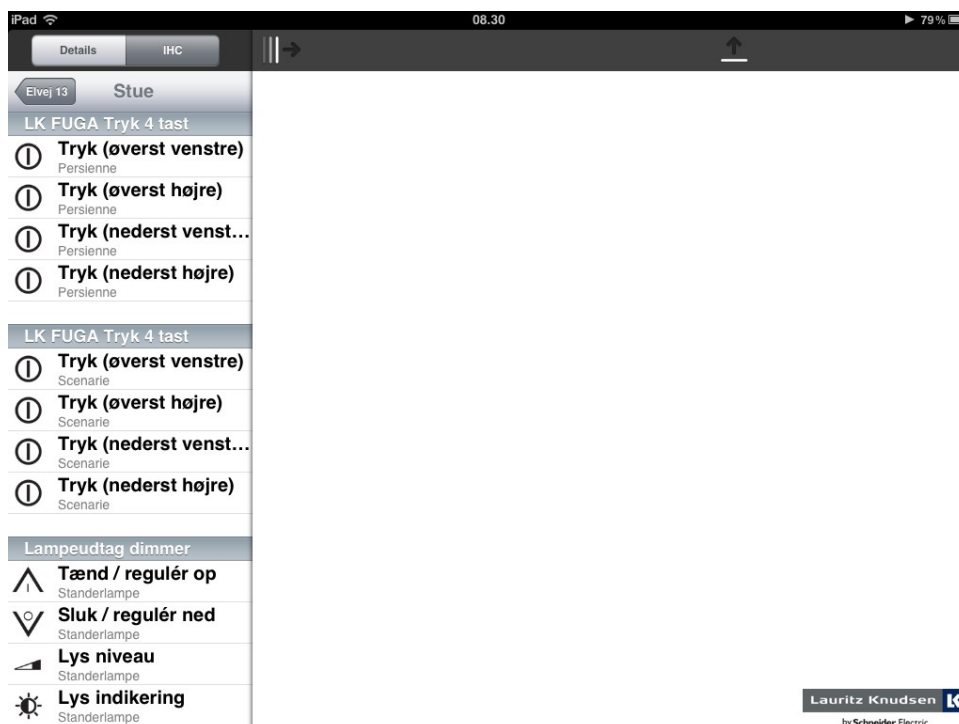 iPad 08.30 79%
Details IHC
Elvej 13 Stue
LK FUGA Tryk 4 tast
Tryk (øverst venstre)
Persienne
Tryk (øverst højre)
Persienne
Tryk (nederst venst...
Persienne
Tryk (nederst højre)
Persienne
LK FUGA Tryk 4 tast
Tryk (øverst venstre)
Scenarie
Tryk (øverst højre)
Scenarie
Tryk (nederst venst...
Scenarie
Tryk (nederst højre)
Scenarie
Lampeudtag dimmer
Tænd / regulér op
Standerlampe
Sluk / regulér ned
Standerlampe
Lys niveau
Standerlampe
Lys indikering
Standerlampe
Lauritz Knudsen
by Schneider Electric